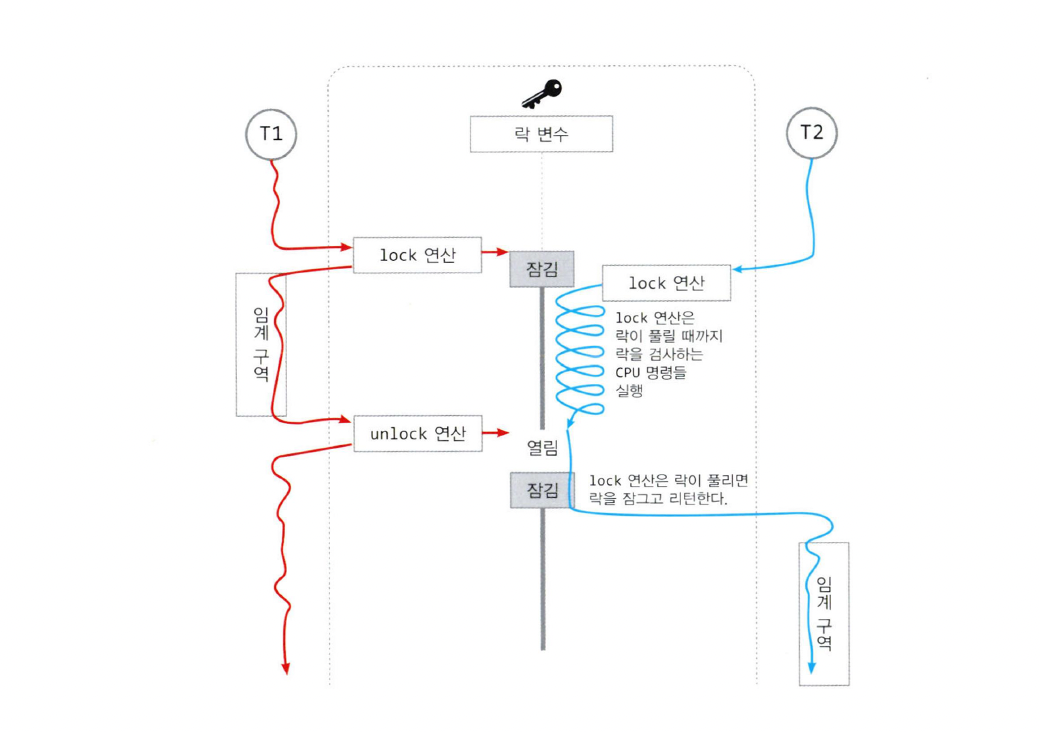 T1
락 변수
T2
lock 연산
잠김
lock 연산
임계 구역
lock 연산은
락이 풀릴 때까지
락을 검사하는
CPU 명령들
실행
unlock 연산
열림
잠김
lock 연산은 락이 풀리면
락을 잠그고 리턴한다.
임계 구역